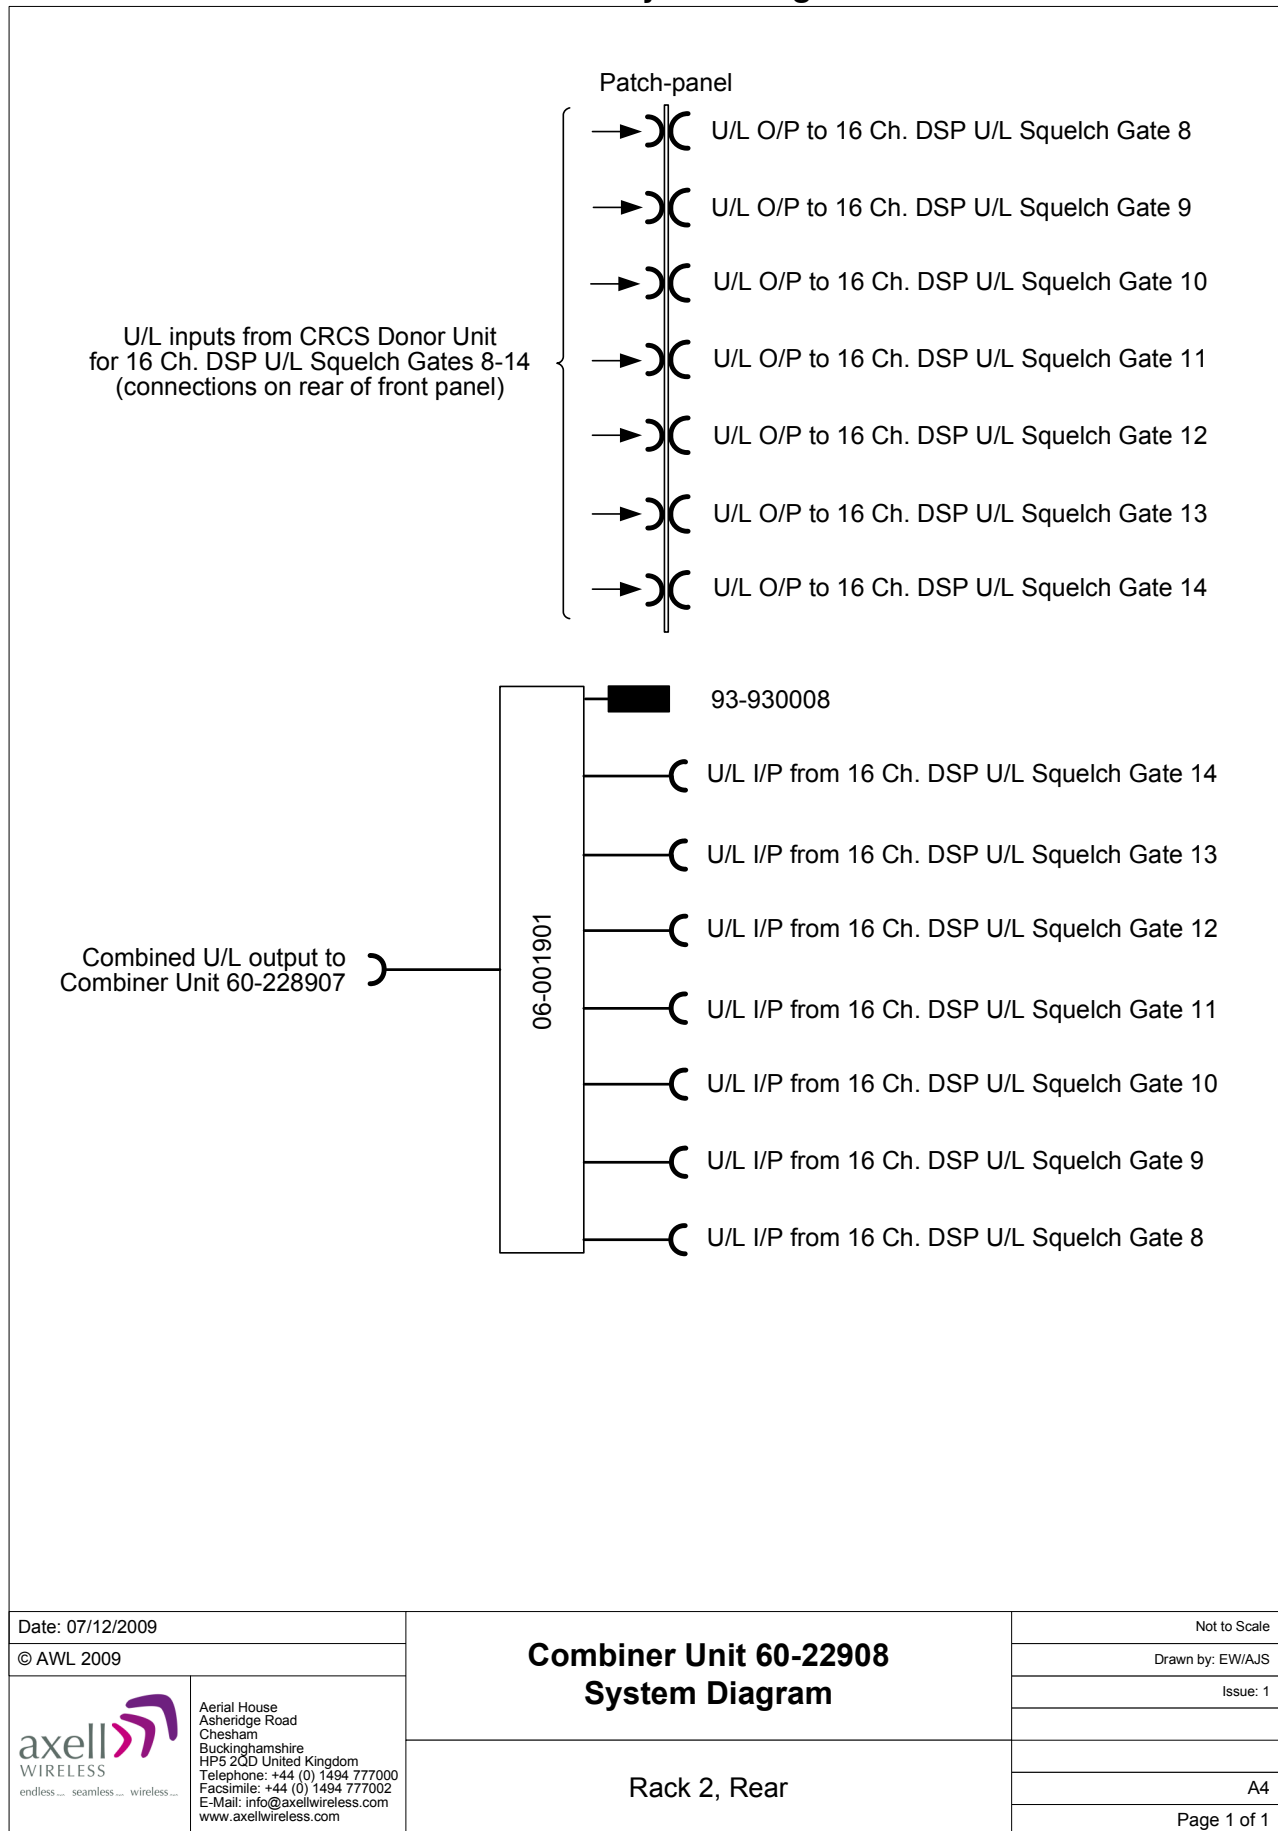 Patch-panel
U/L O/P to 16 Ch. DSP U/L Squelch Gate 8
U/L O/P to 16 Ch. DSP U/L Squelch Gate 9
U/L O/P to 16 Ch. DSP U/L Squelch Gate 10
U/L inputs from CRCS Donor Unit
for 16 Ch. DSP U/L Squelch Gates 8-14
(connections on rear of front panel)
U/L O/P to 16 Ch. DSP U/L Squelch Gate 11
U/L O/P to 16 Ch. DSP U/L Squelch Gate 12
U/L O/P to 16 Ch. DSP U/L Squelch Gate 13
U/L O/P to 16 Ch. DSP U/L Squelch Gate 14
93-930008
U/L I/P from 16 Ch. DSP U/L Squelch Gate 14
U/L I/P from 16 Ch. DSP U/L Squelch Gate 13
U/L I/P from 16 Ch. DSP U/L Squelch Gate 12
Combined U/L output to
Combiner Unit 60-228907
06-001901
U/L I/P from 16 Ch. DSP U/L Squelch Gate 11
U/L I/P from 16 Ch. DSP U/L Squelch Gate 10
U/L I/P from 16 Ch. DSP U/L Squelch Gate 9
U/L I/P from 16 Ch. DSP U/L Squelch Gate 8
Date: 07/12/2009
© AWL 2009
axell
WIRELESS
endless... seamless... wireless...
Aerial House
Asheridge Road
Chesham
Buckinghamshire
HP5 2QD United Kingdom
Telephone: +44 (0) 1494 777000
Facsimile: +44 (0) 1494 777002
E-Mail: info@axellwireless.com
www.axellwireless.com
Combiner Unit 60-22908
System Diagram
Rack 2, Rear
Not to Scale
Drawn by: EW/AJS
Issue: 1
A4
Page 1 of 1